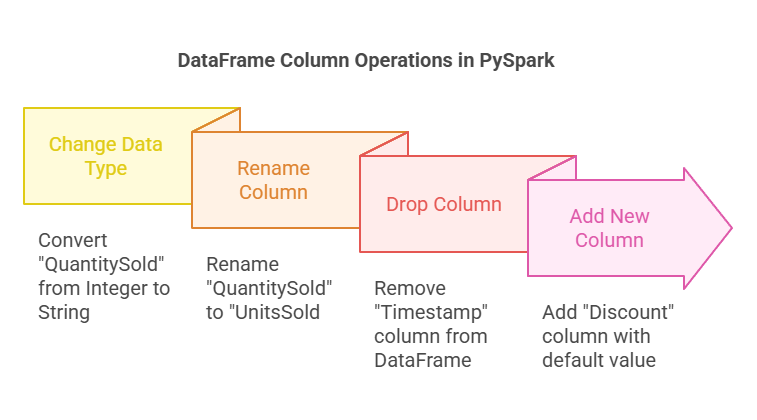 DataFrame Column Operations in PySpark
Change Data
Type
Convert
"QuantitySold"
from Integer to
String
Rename
Column
Rename
"QuantitySold"
to "UnitsSold
Drop Column
Remove
"Timestamp"
column from
DataFrame
Add New
Column
Add "Discount"
column with
default value